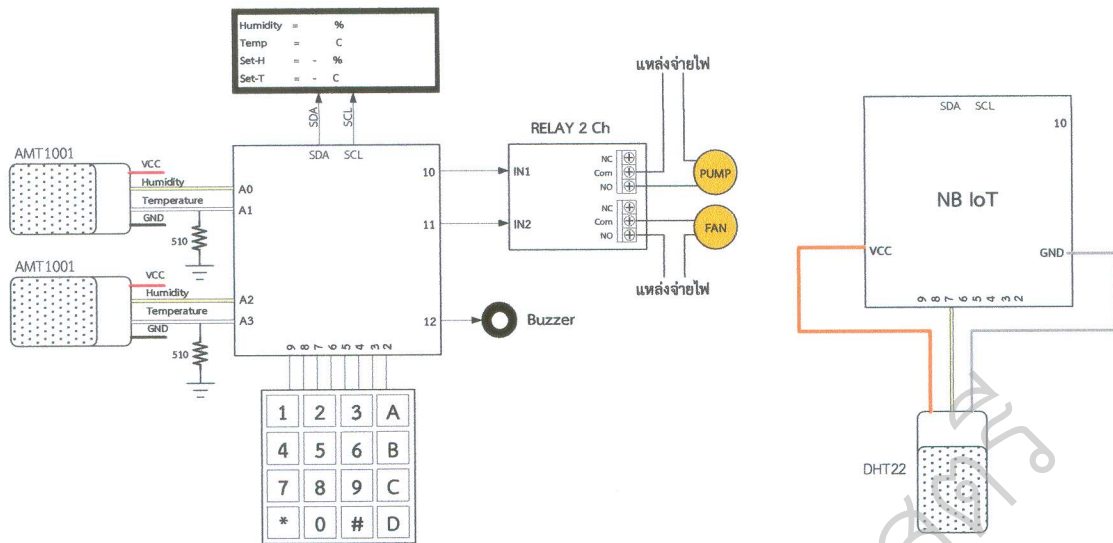 Humidity = %
Temp = C
Set-H = - %
Set-T = - C
SDA SCL
SDA SCL
AMT1001
VCC
Humidity
Temperature
GND
510
A0
A1
AMT1001
VCC
Humidity
Temperature
GND
510
A2
A3
10
11
12
9 8 7 6 5 4 3 2
RELAY 2 Ch
IN1
IN2
NC
Com
NO
NC
Com
NO
แหล่งจ่ายไฟ
PUMP
FAN
แหล่งจ่ายไฟ
Buzzer
1 2 3 A
4 5 6 B
7 8 9 C
* 0 # D
SDA SCL
10
NB IoT
VCC
GND
9 8 7 6 5 4 3 2
DHT22